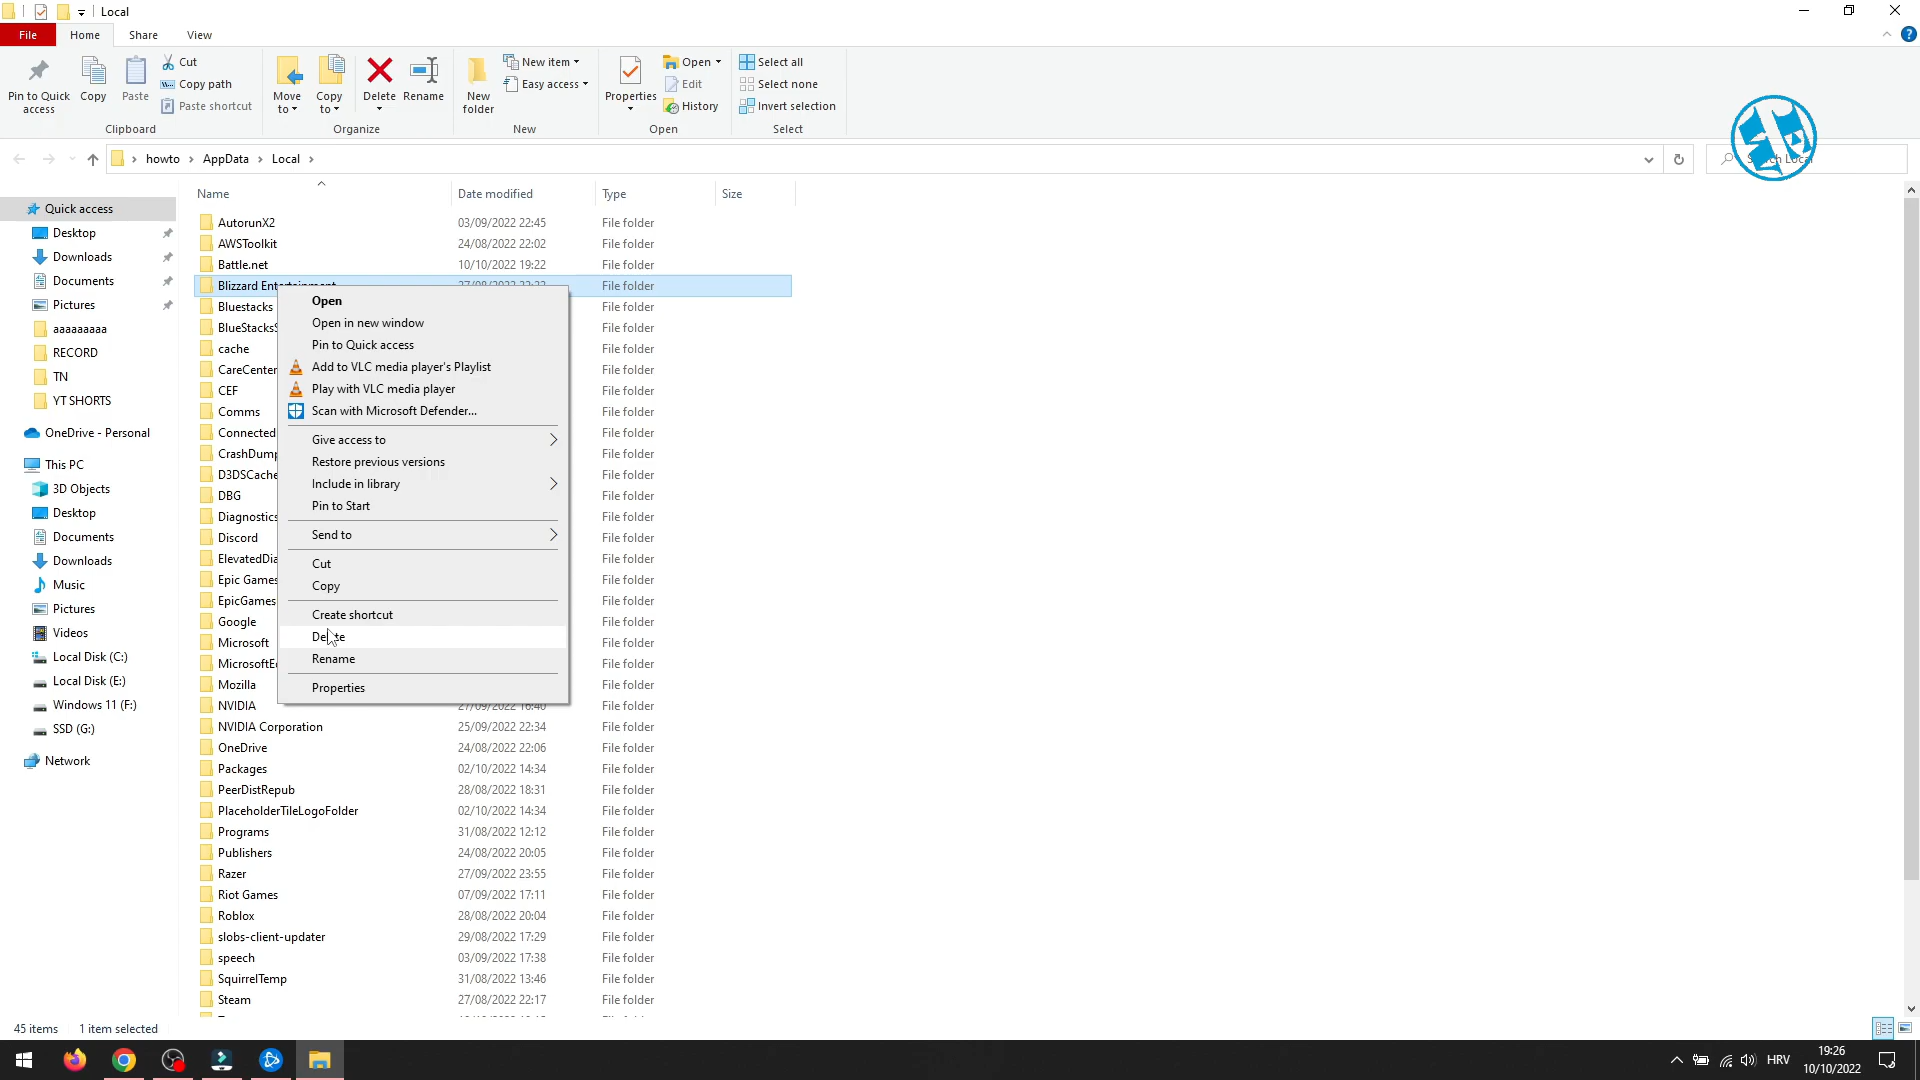 Local
File
Home
Share
View
Pin to Quick access
Copy
Paste
Cut
Copy path
Paste shortcut
Clipboard
Move to
Copy to
Delete
Rename
Organize
New folder
New item
Easy access
New
Properties
Open
Edit
History
Open
Select all
Select none
Invert selection
Select
howto
AppData
Local
Name
Date modified
Type
Size
Quick access
Desktop
Downloads
Documents
Pictures
aaaaaaaaa
RECORD
TN
YT SHORTS
OneDrive - Personal
This PC
3D Objects
Desktop
Documents
Downloads
Music
Pictures
Videos
Local Disk (C:)
Local Disk (E:)
Windows 11 (F:)
SSD (G:)
Network
AutorunX2 03/09/2022 22:45 File folder
AWSToolkit 24/08/2022 22:02 File folder
Battle.net 10/10/2022 19:22 File folder
Blizzard File folder
Bluestacks File folder
File folder
cache File folder
CareCenter File folder
CEF File folder
Comms File folder
Connected File folder
CrashDump File folder
D3DSCache File folder
DBG File folder
Diagnostics File folder
Discord File folder
ElevatedDia File folder
Epic Games File folder
EpicGames File folder
Google File folder
Microsoft File folder
File folder
Mozilla File folder
NVIDIA 27/09/2022 16:40 File folder
NVIDIA Corporation 25/09/2022 22:34 File folder
OneDrive 24/08/2022 22:06 File folder
Packages 02/10/2022 14:34 File folder
PeerDistRepub 28/08/2022 18:31 File folder
PlaceholderTileLogoFolder 02/10/2022 14:34 File folder
Programs 31/08/2022 12:12 File folder
Publishers 24/08/2022 20:05 File folder
Razer 27/09/2022 23:55 File folder
Riot Games 07/09/2022 17:11 File folder
Roblox 28/08/2022 20:04 File folder
slobs-client-updater 29/08/2022 17:29 File folder
speech 03/09/2022 17:38 File folder
SquirrelTemp 31/08/2022 13:46 File folder
Steam 27/08/2022 22:17 File folder
Open
Open in new window
Pin to Quick access
Add to VLC media player's Playlist
Play with VLC media player
Scan with Microsoft Defender...
Give access to
Restore previous versions
Include in library
Pin to Start
Send to
Cut
Copy
Create shortcut
Delete
Rename
Properties
45 items
1 item selected
HRV
19:26
10/10/2022